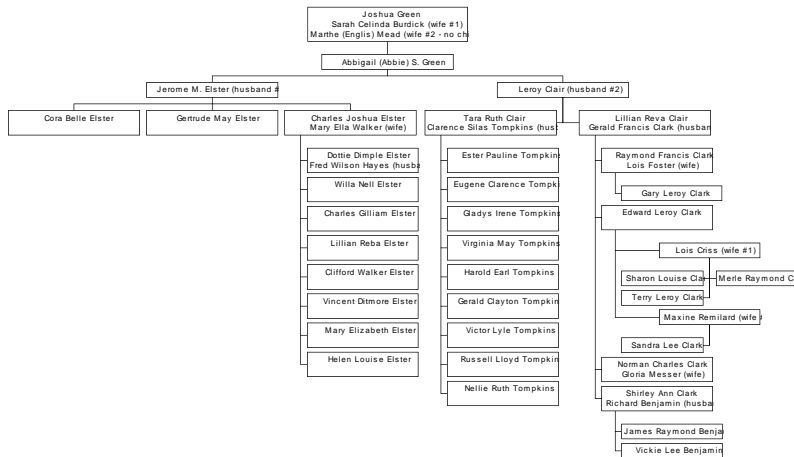 Joshua Green
Sarah Celinda Burdick (wife #1)
Marthe (Englis) Mead (wife #2 - no chi
Abbigail (Abbie) S. Green
Jerome M. Elster (husband #
Leroy Clair (husband #2)
Cora Belle Elster
Gertrude May Elster
Charles Joshua Elster
Mary Ella Walker (wife)
Tara Ruth Clair
Clarence Silas Tompkins (hus
Lillian Reva Clair
Gerald Francis Clark (husban
Dottie Dimple Elster
Fred Wilson Hayes (husba
Willa Nell Elster
Charles Gilliam Elster
Lillian Reba Elster
Clifford Walker Elster
Vincent Ditmore Elster
Mary Elizabeth Elster
Helen Louise Elster
Ester Pauline Tompkins
Eugene Clarence Tompki
Gladys Irene Tompkins
Virginia May Tompkins
Harold Earl Tompkins
Gerald Clayton Tompkin
Victor Lyle Tompkins
Russell Lloyd Tompkin
Nellie Ruth Tompkins
Raymond Francis Clark
Lois Foster (wife)
Gary Leroy Clark
Edward Leroy Clark
Lois Criss (wife #1)
Sharon Louise Cla
Merle Raymond C
Terry Leroy Clark
Maxine Remilard (wife #
Sandra Lee Clark
Norman Charles Clark
Gloria Messer (wife)
Shirley Ann Clark
Richard Benjamin (husba
James Raymond Benja
Vickie Lee Benjamin